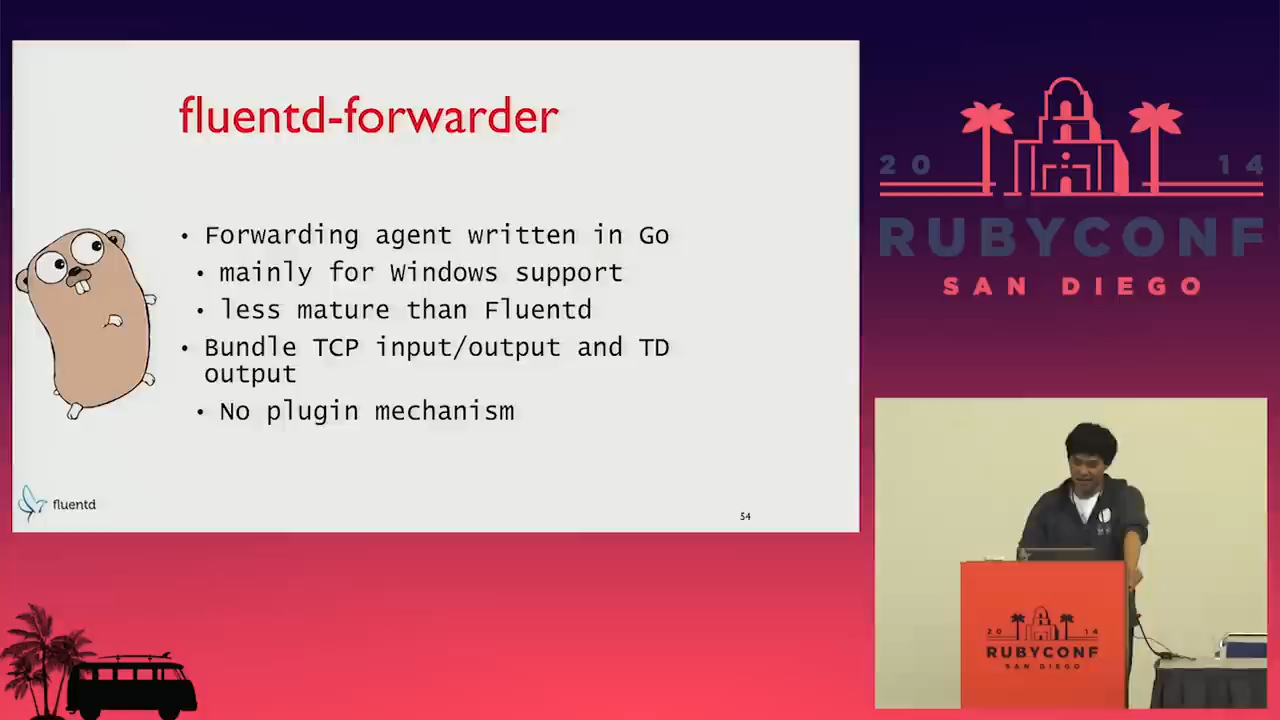 fluentd-forwarder
• Forwarding agent written in Go
• mainly for Windows support
• less mature than Fluentd
• Bundle TCP input/output and TD
output
• No plugin mechanism
fluentd
54
20 14
RUBYCONF
SAN DIEGO
20 14
RUBYCONF
SAN DIEGO